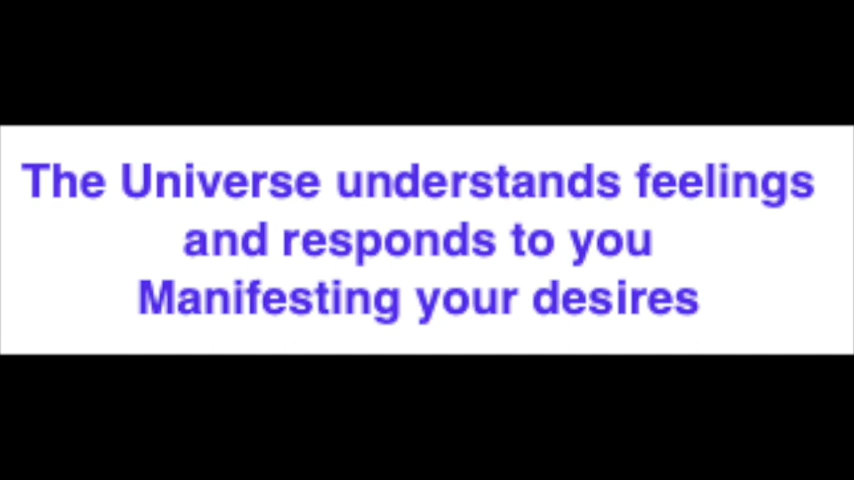 The Universe understands feelings
and responds to you
Manifesting your desires